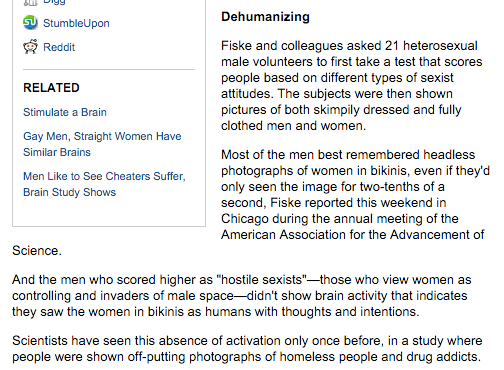 Digg
StumbleUpon
Reddit
RELATED
Stimulate a Brain
Gay Men, Straight Women Have
Similar Brains
Men Like to See Cheaters Suffer,
Brain Study Shows
Dehumanizing
Fiske and colleagues asked 21 heterosexual
male volunteers to first take a test that scores
people based on different types of sexist
attitudes. The subjects were then shown
pictures of both skimpily dressed and fully
clothed men and women.
Most of the men best remembered headless
photographs of women in bikinis, even if they'd
only seen the image for two-tenths of a
second, Fiske reported this weekend in
Chicago during the annual meeting of the
American Association for the Advancement of
Science.
And the men who scored higher as "hostile sexists"—those who view women as
controlling and invaders of male space—didn't show brain activity that indicates
they saw the women in bikinis as humans with thoughts and intentions.
Scientists have seen this absence of activation only once before, in a study where
people were shown off-putting photographs of homeless people and drug addicts.